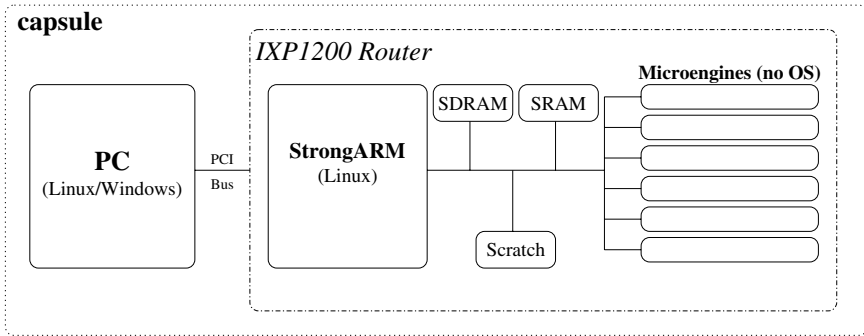 capsule
IXP1200 Router
Microengines (no OS)
SDRAM
SRAM
PC
(Linux/Windows)
PCI
Bus
StrongARM
(Linux)
Scratch